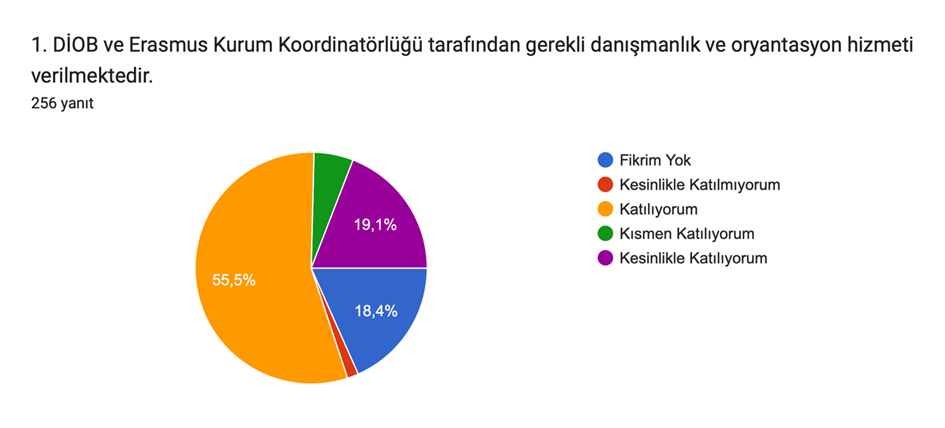 1. DİOB ve Erasmus Kurum Koordinatörlüğü tarafından gerekli danışmanlık ve oryantasyon hizmeti
verilmektedir.
256 yanıt
Fikrim Yok
Kesinlikle Katılmıyorum
Katılıyorum
Kısmen Katılıyorum
Kesinlikle Katılıyorum
19,1%
55,5%
18,4%